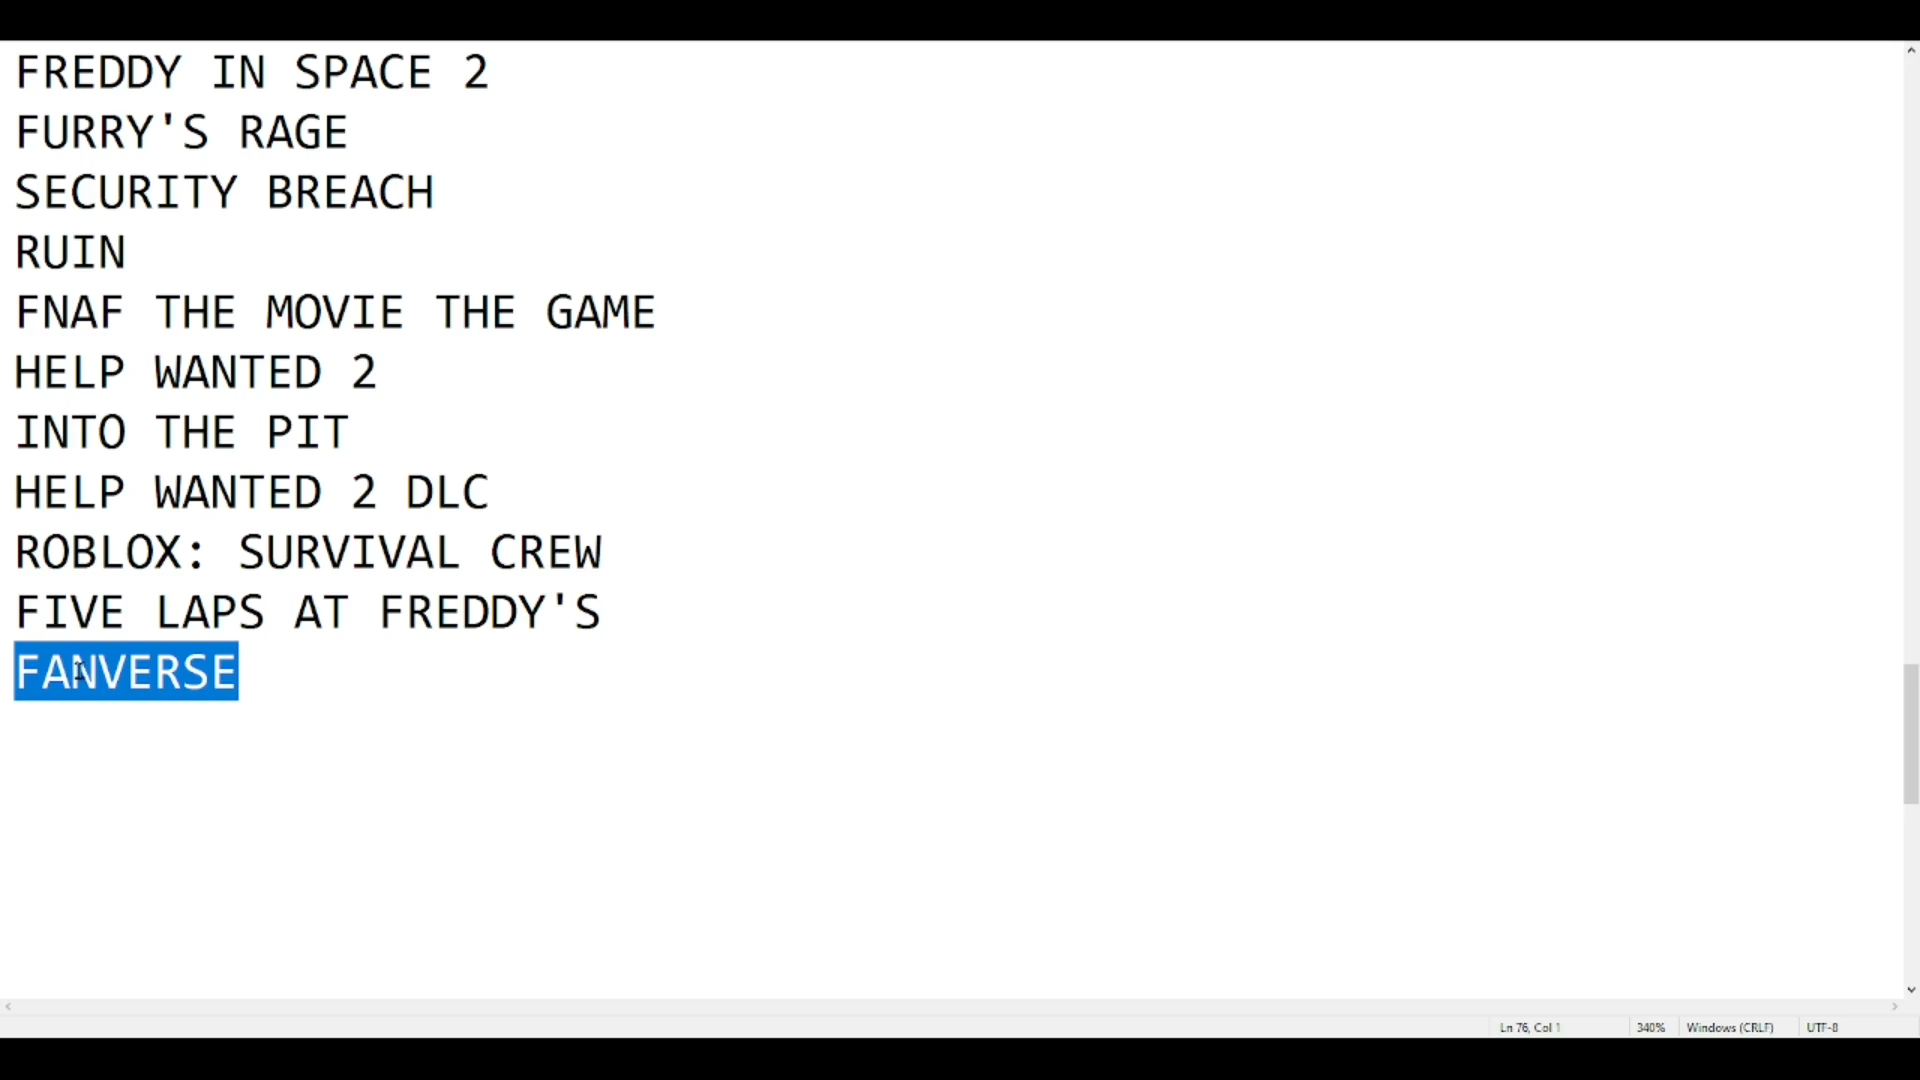 FREDDY IN SPACE 2
FURRY'S RAGE
SECURITY BREACH
RUIN
FNAF THE MOVIE THE GAME
HELP WANTED 2
INTO THE PIT
HELP WANTED 2 DLC
ROBLOX: SURVIVAL CREW
FIVE LAPS AT FREDDY'S
FANVERSE
Ln 76, Col 1 340% Windows (CRLF) UTF-8